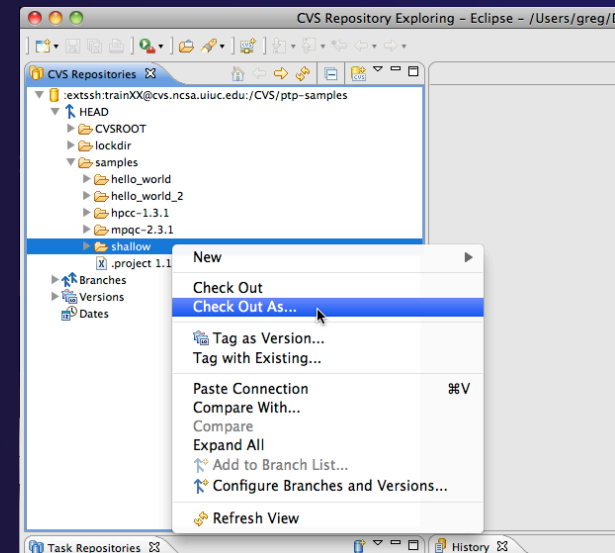 CVS Repository Exploring - Eclipse - /Users/greg/
CVS Repositories
:extssh:trainXX@cvs.ncsa.uiuc.edu:/CVS/ptp-samples
HEAD
CVSROOT
lockdir
samples
hello_world
hello_world_2
hpcc-1.3.1
mpqc-2.3.1
shallow
.project 1.1
Branches
Versions
Dates
New
Check Out
Check Out As...
Tag as Version...
Tag with Existing...
Paste Connection ⌘V
Compare With...
Compare
Expand All
Add to Branch List...
Configure Branches and Versions...
Refresh View
Task Repositories
History